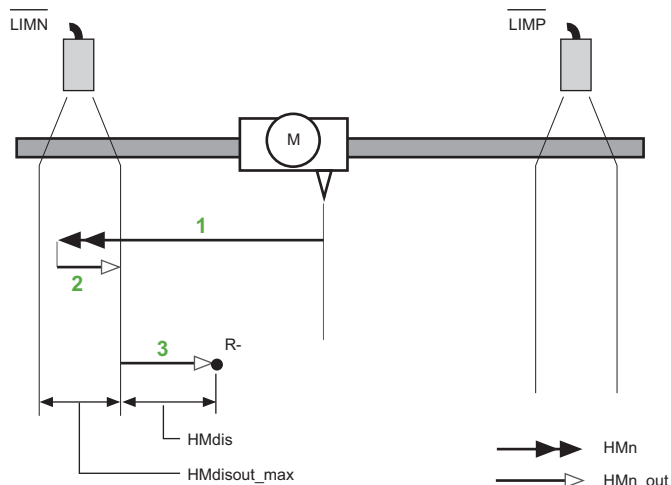 LIMN
LIMP
M
1
2
3
R-
HMdis
HMdisout_max
HMn
HMn_out